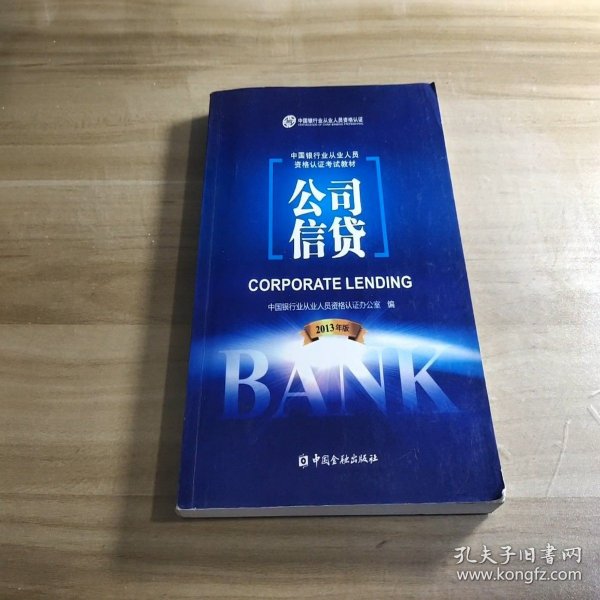 中国银行业从业人员资格认证
中国银行业从业人员
资格认证考试教材
公司
信贷
CORPORATE LENDING
中国银行业从业人员资格认证办公室 编
2013年版
BANK
中国金融出版社
孔夫子旧书网
www.kongfz.com